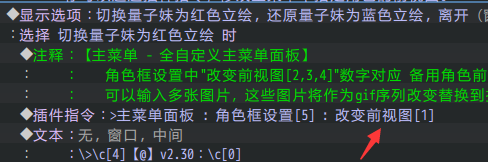 ◆显示选项：切换量子妹为红色立绘，还原量子妹为蓝色立绘，离开（
：选择 切换量子妹为红色立绘 时
◆注释：【主菜单 - 全自定义主菜单面板】
：　　：角色框设置中"改变前视图[2,3,4]"数字对应 备用角色前
：　　：可以输入多张图片，这些图片将作为gif序列改变替换到
◆插件指令：>主菜单面板 : 角色框设置[5] : 改变前视图[1]
◆文本：无, 窗口, 中间
：　　：\>\c[4]【@】v2.30：\c[0]